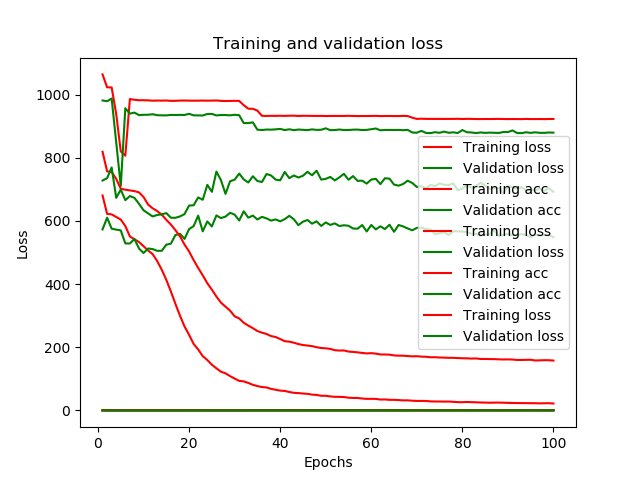 Training and validation loss
Loss
1000
800
600
400
200
0
Training loss
Validation loss
Training acc
Validation acc
Training loss
Validation loss
Training acc
Validation acc
Training loss
Validation loss
0 20 40 60 80 100
Epochs